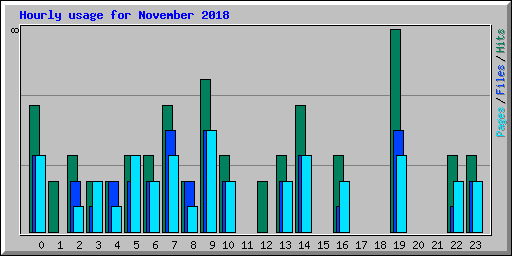 Hourly usage for November 2018
8
Pages/Files/Hits
0 1 2 3 4 5 6 7 8 9 10 11 12 13 14 15 16 17 18 19 20 21 22 23